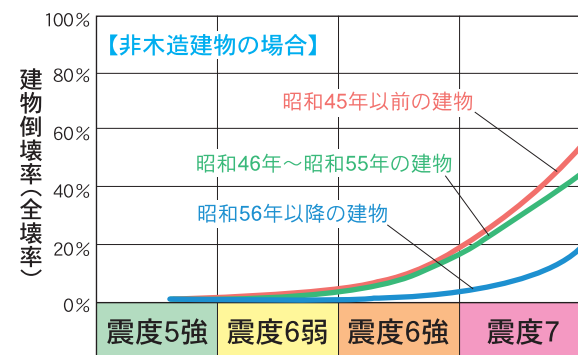 100%
【非木造建物の場合】
80%
昭和45年以前の建物
60%
昭和46年～昭和55年の建物
40%
昭和56年以降の建物
20%
0%
建物倒壊率(全壊率)
震度5強 震度6弱 震度6強 震度7